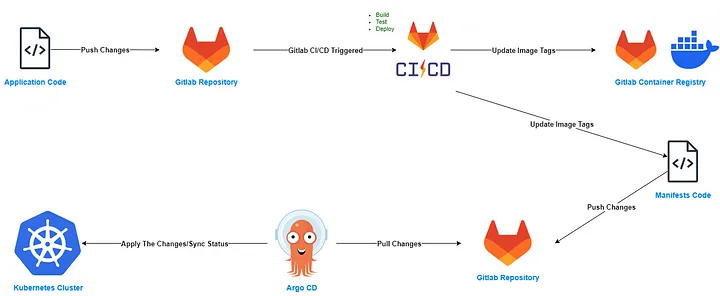 Build
Test
Deploy
Push Changes
Gitlab CI/CD Triggered
Update Image Tags
CI CD
Application Code
Gitlab Repository
Gitlab Container Registry
Update Image Tags
Manifests Code
Push Changes
Apply The Changes/Sync Status
Pull Changes
Gitlab Repository
Kubernetes Cluster
Argo CD